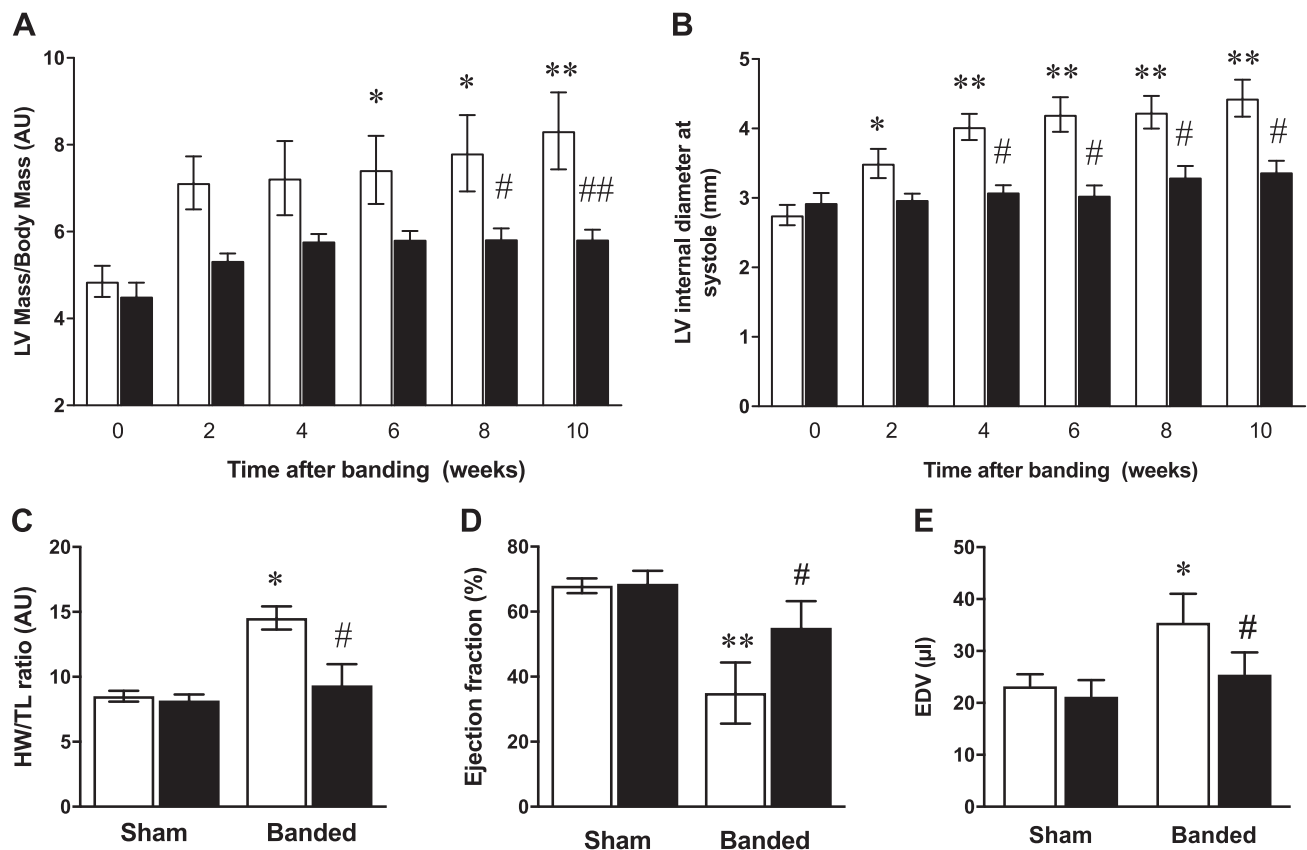 A
LV Mass/Body Mass (AU)
10
8
6
4
2
* * **
# ##
0 2 4 6 8 10
Time after banding (weeks)
B
LV internal diameter at
systole (mm)
5
4
3
2
1
0
* ** ** ** **
# # # #
0 2 4 6 8 10
Time after banding (weeks)
C
HW/TL ratio (AU)
20
15
10
5
0
*
#
Sham Banded
D
Ejection fraction (%)
80
60
40
20
0
#
**
Sham Banded
E
EDV (µl)
50
40
30
20
10
0
*
#
Sham Banded